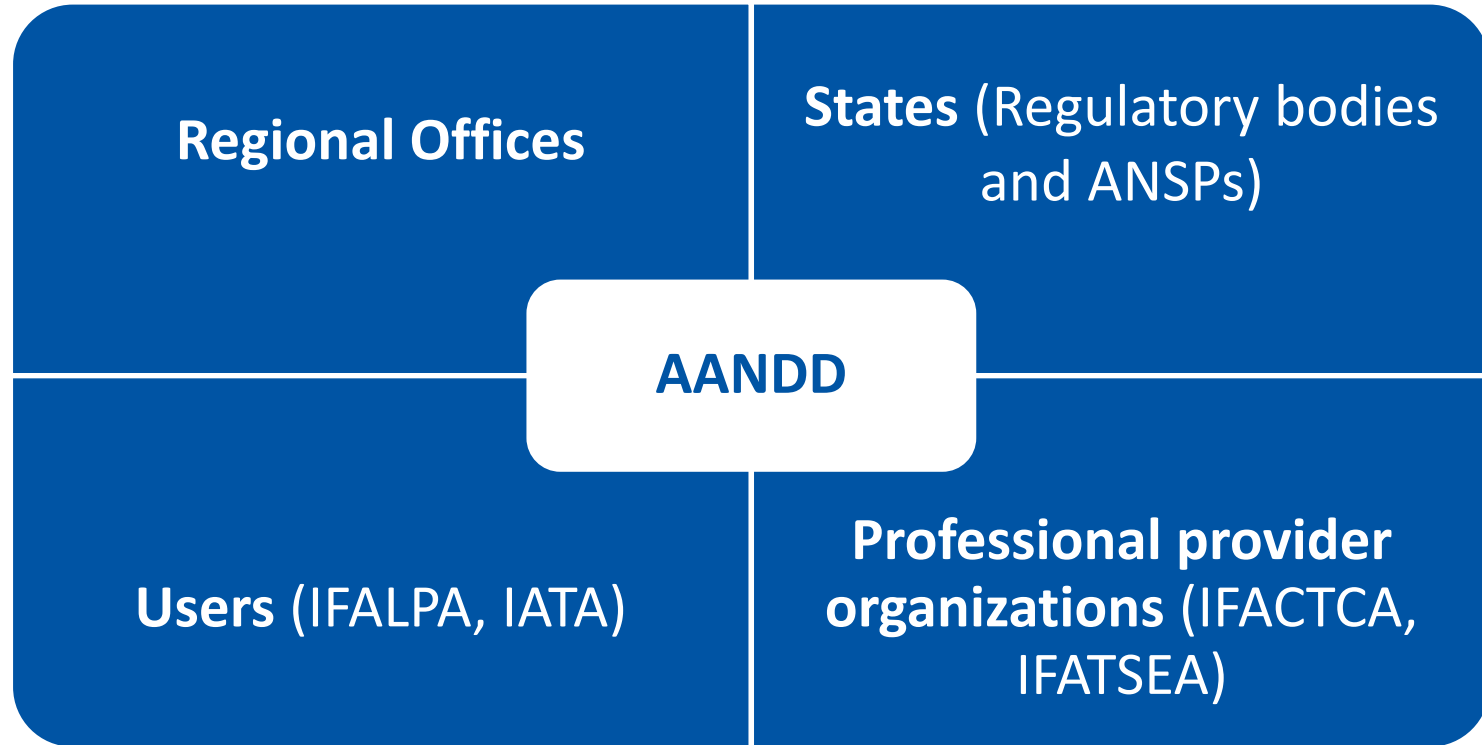 Regional Offices
States (Regulatory bodies
and ANSPs)
AANDD
Users (IFALPA, IATA)
Professional provider
organizations (IFACTCA,
IFATSEA)